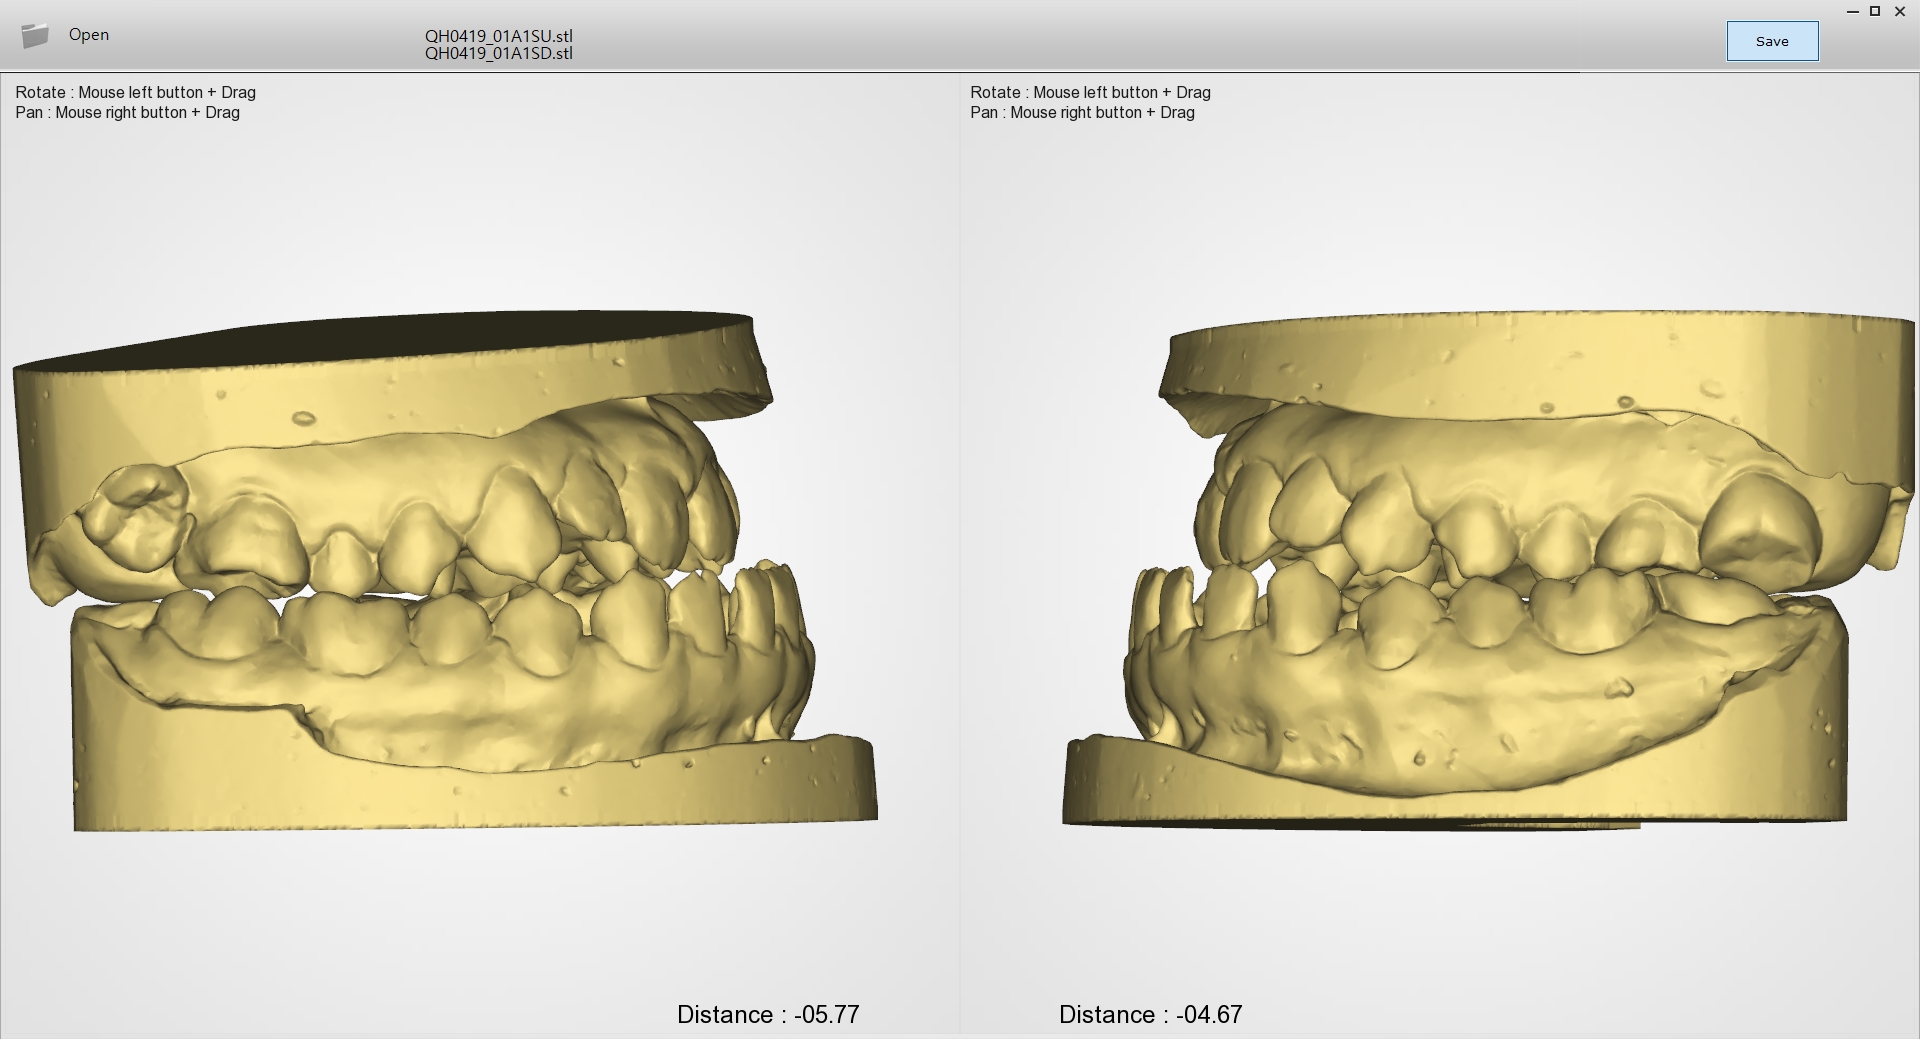 Open
QH0419_01A1SU.stl
QH0419_01A1SD.stl
Save
Rotate : Mouse left button + Drag
Pan : Mouse right button + Drag
Rotate : Mouse left button + Drag
Pan : Mouse right button + Drag
Distance : -05.77
Distance : -04.67